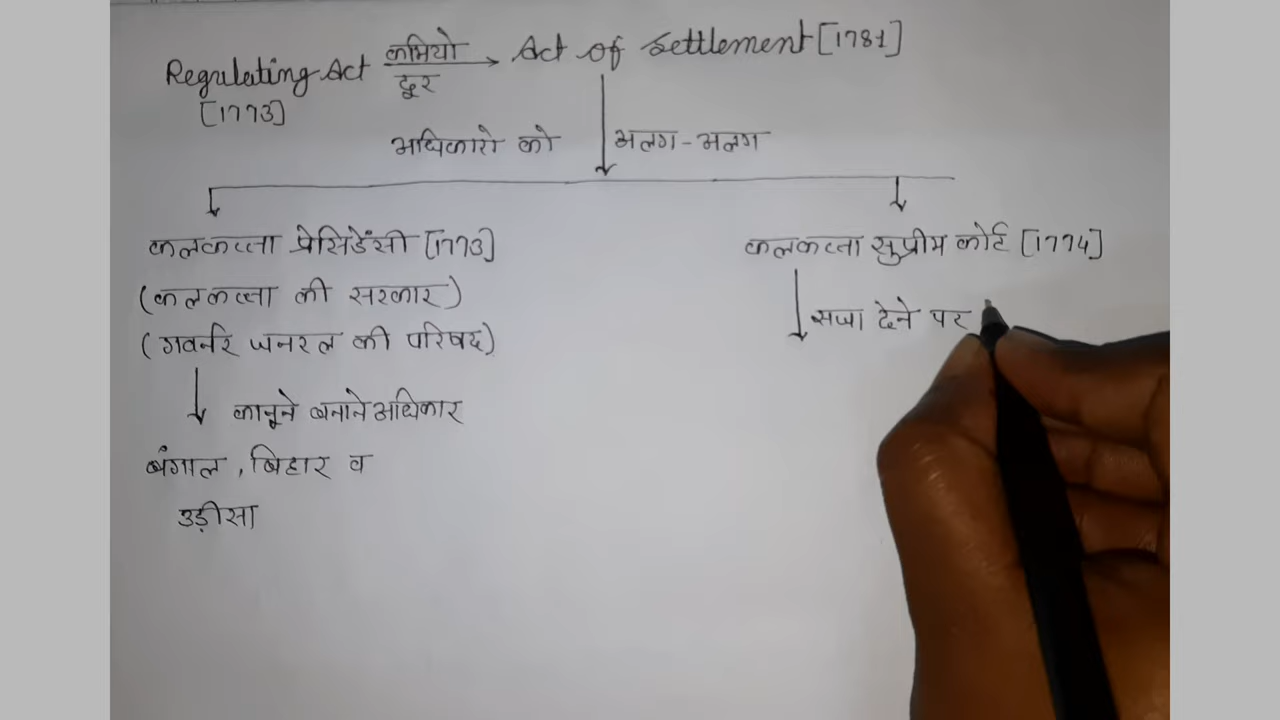 Regulating Act कमियो दूर Act of Settlement [1781]
[1773]
अधिकारो को अलग-अलग
कलकत्ता प्रेसिडेंसी [1773] कलकत्ता सुप्रीम कोर्ट [1774]
(कलकत्ता की सरकार) सजा देने पर
(गवर्नर जनरल की परिषद)
कानूने बनाने अधिकार
बंगाल, बिहार व
उड़ीसा